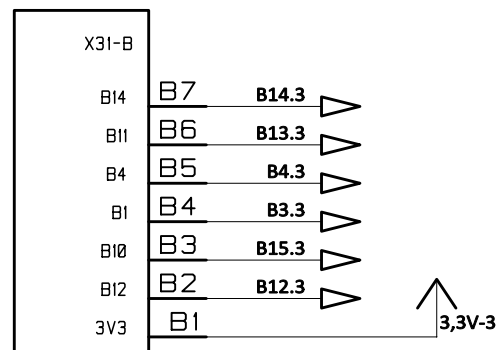 X31-B
B14 B7 B14.3
B11 B6 B13.3
B4 B5 B4.3
B1 B4 B3.3
B10 B3 B15.3
B12 B2 B12.3
3V3 B1 3,3V-3